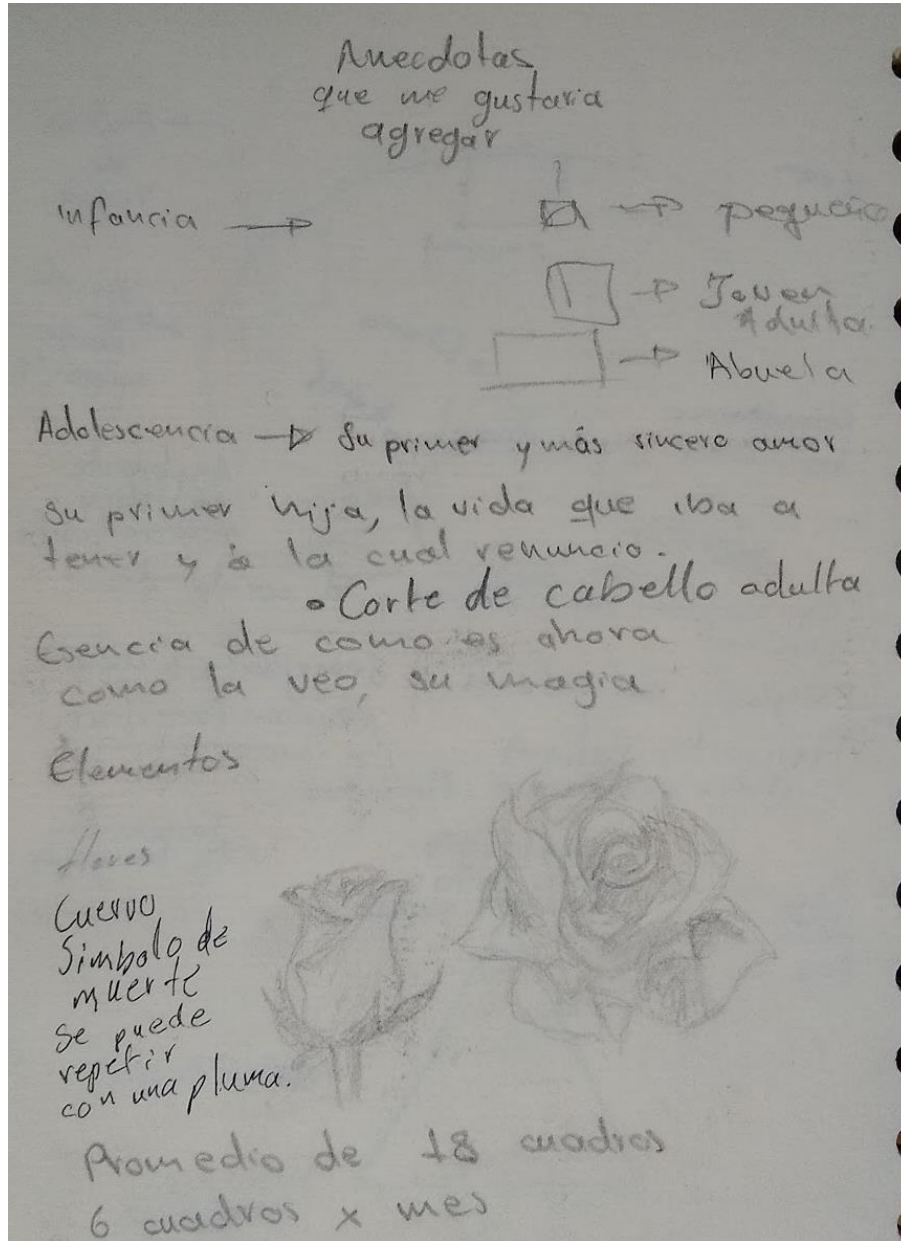 Anecdotas
que me gustaria
agregar
infancia
pequeño
Joven
Adulta
Abuela
Adolescencia → Su primer y más sincero amor
su primer hija, la vida que iba a
tener y a la cual renuncio.
• Corte de cabello adulta
Esencia de como es ahora
como la veo, su magia
Elementos
flores
Cuervo
Simbolo de
muerte
se puede
repetir
con una pluma.
Promedio de 18 cuadros
6 cuadros x mes